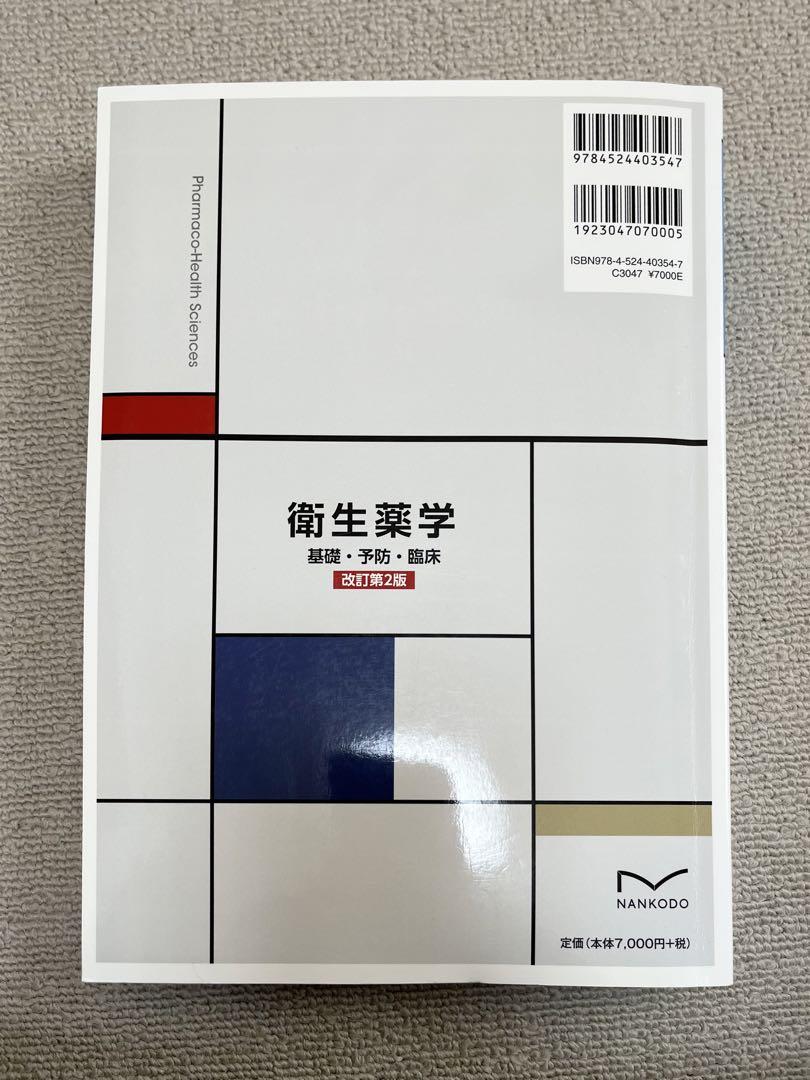 9784524403547
1923047070005
ISBN978-4-524-40354-7
C3047 ¥7000E
Pharmaco-Health Sciences
衛生薬学
基礎・予防・臨床
改訂第2版
NANKODO
定価(本体7,000円+税)